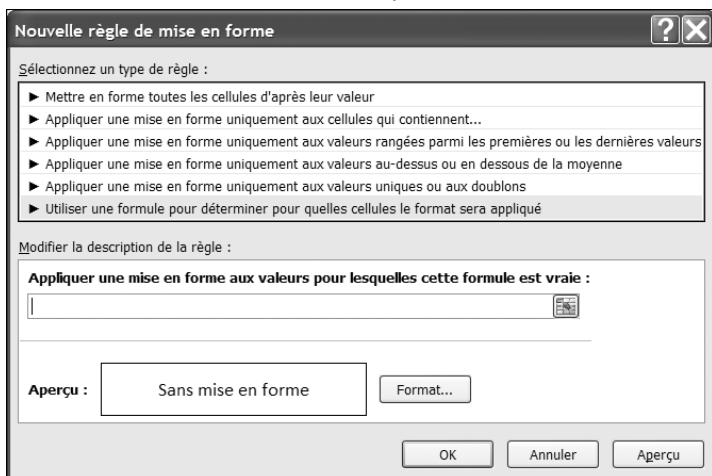 Nouvelle règle de mise en forme
Sélectionnez un type de règle :
► Mettre en forme toutes les cellules d'après leur valeur
► Appliquer une mise en forme uniquement aux cellules qui contiennent...
► Appliquer une mise en forme uniquement aux valeurs rangées parmi les premières ou les dernières valeurs
► Appliquer une mise en forme uniquement aux valeurs au-dessus ou en dessous de la moyenne
► Appliquer une mise en forme uniquement aux valeurs uniques ou aux doublons
► Utiliser une formule pour déterminer pour quelles cellules le format sera appliqué
Modifier la description de la règle :
Appliquer une mise en forme aux valeurs pour lesquelles cette formule est vraie :
Aperçu : Sans mise en forme Format...
OK Annuler Aperçu